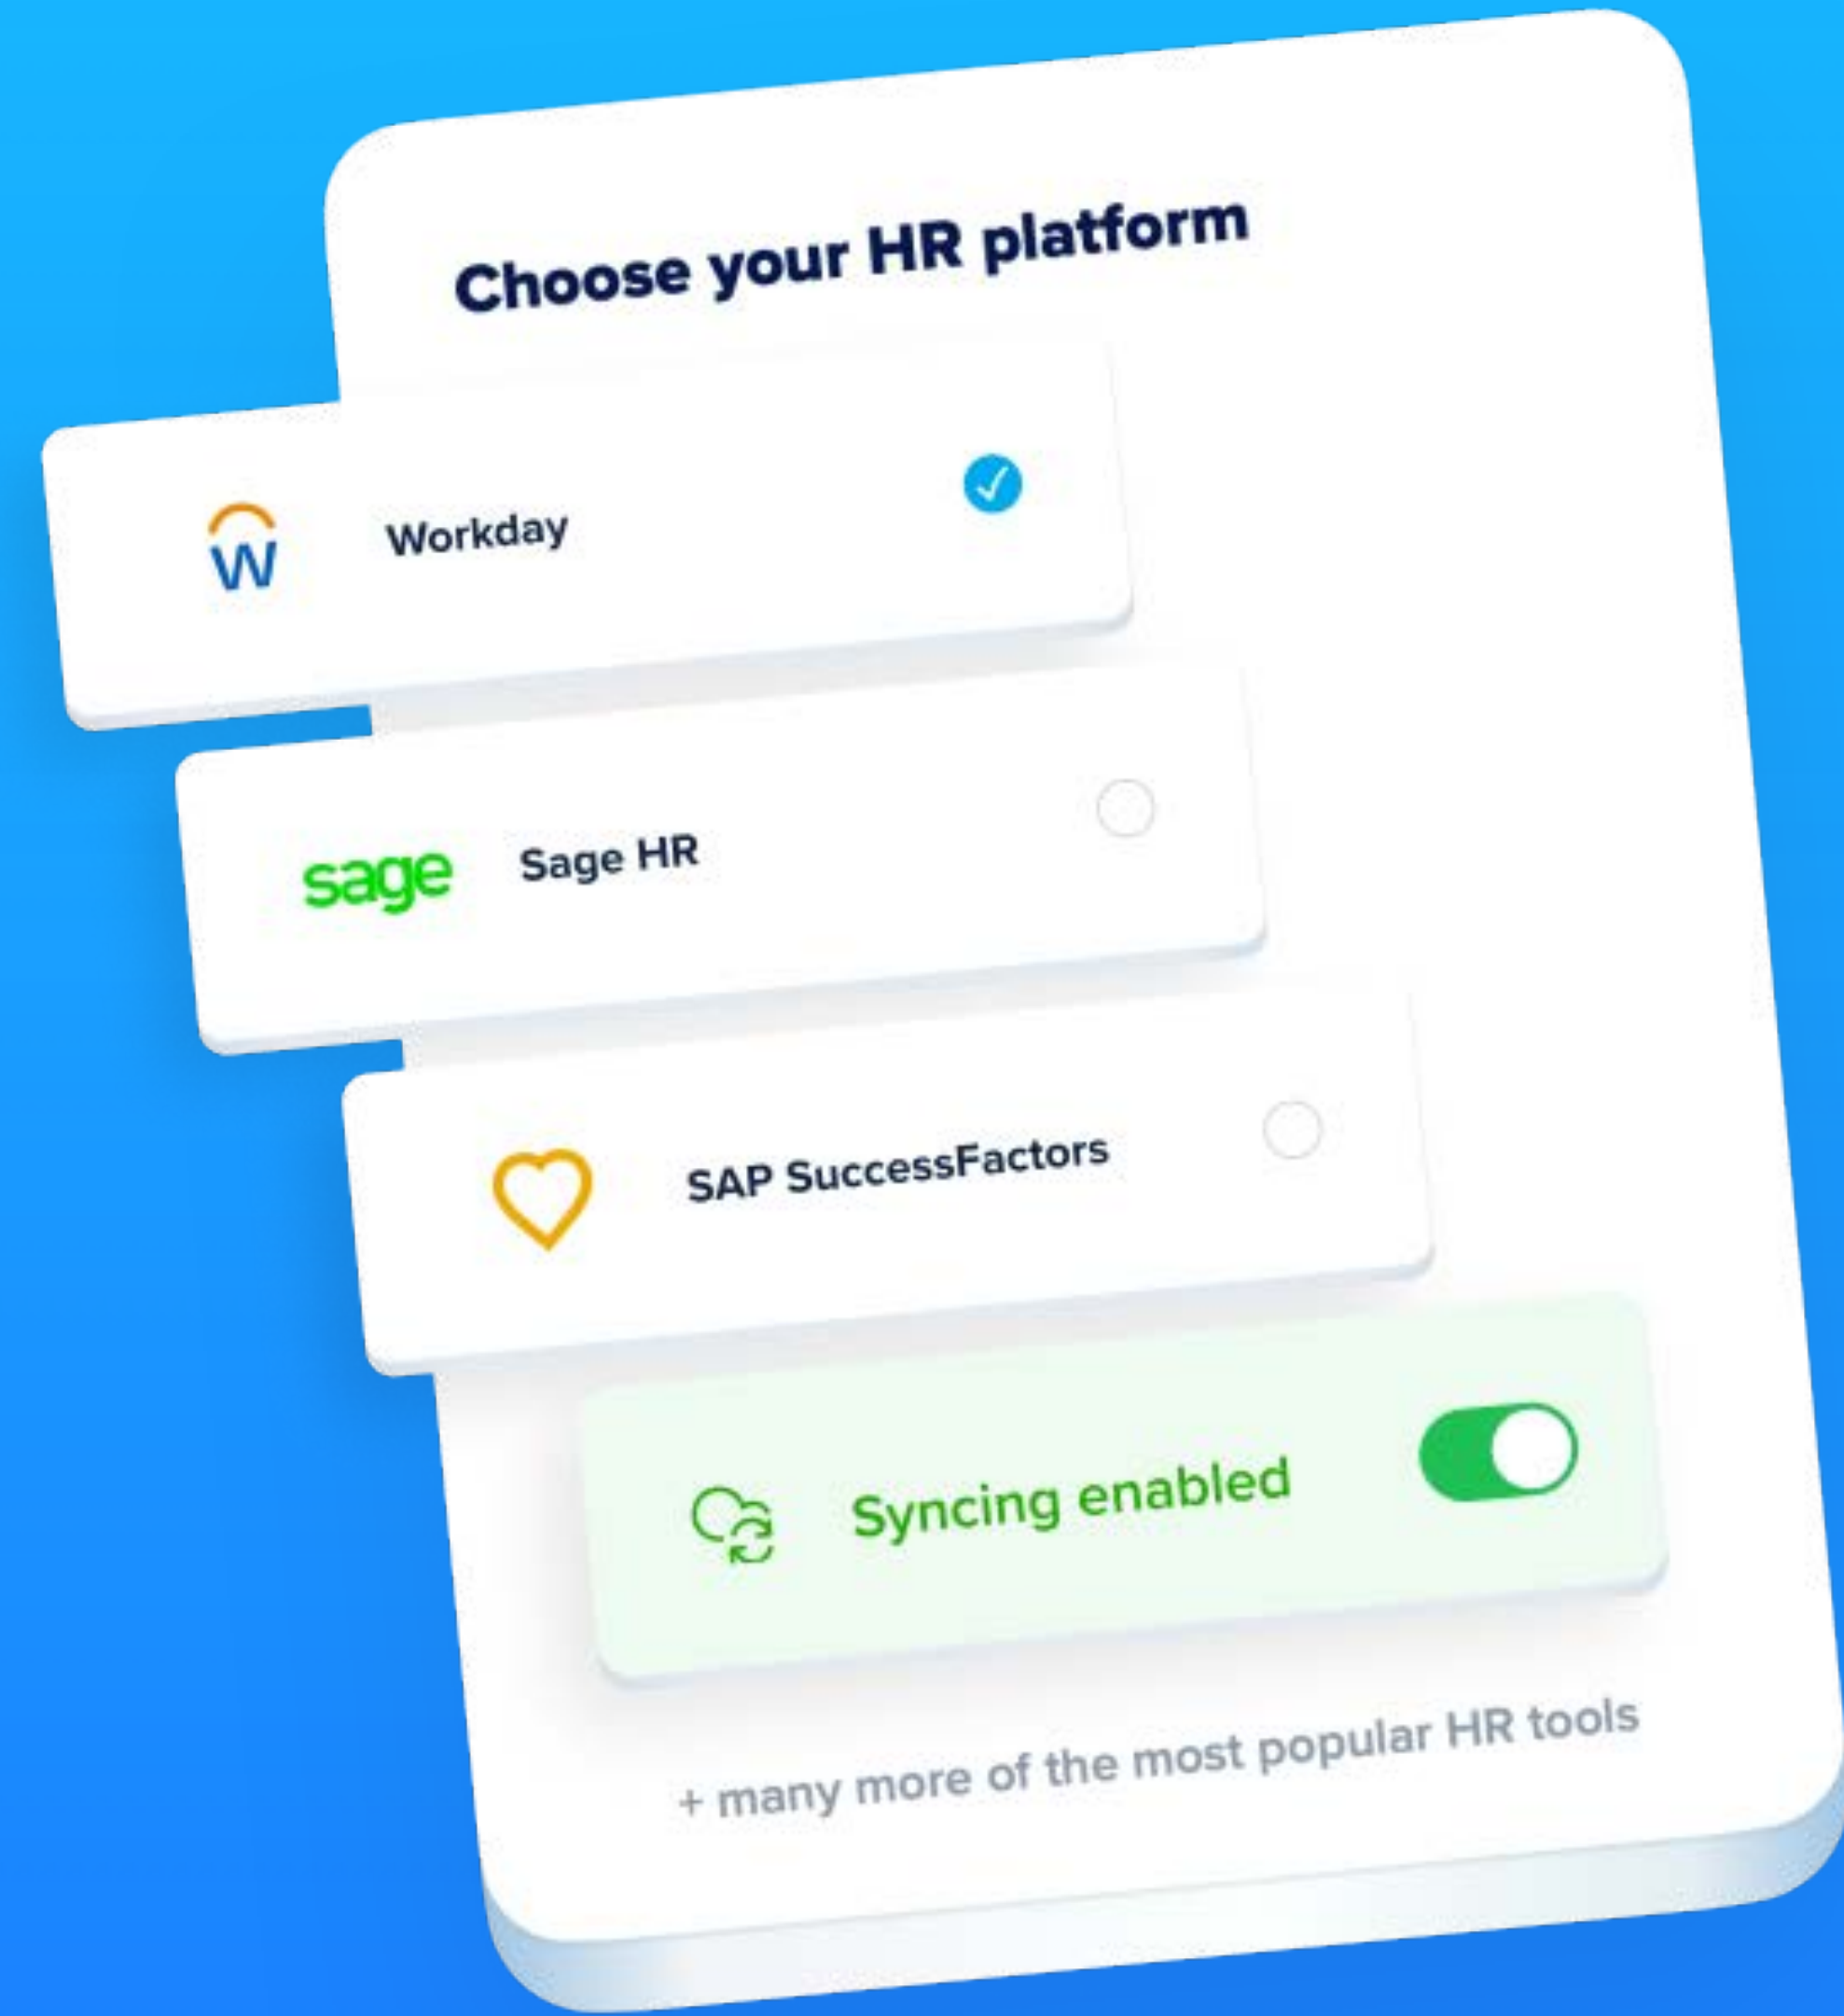 Choose your HR platform
W Workday
sage Sage HR
SAP SuccessFactors
Syncing enabled
+ many more of the most popular HR tools